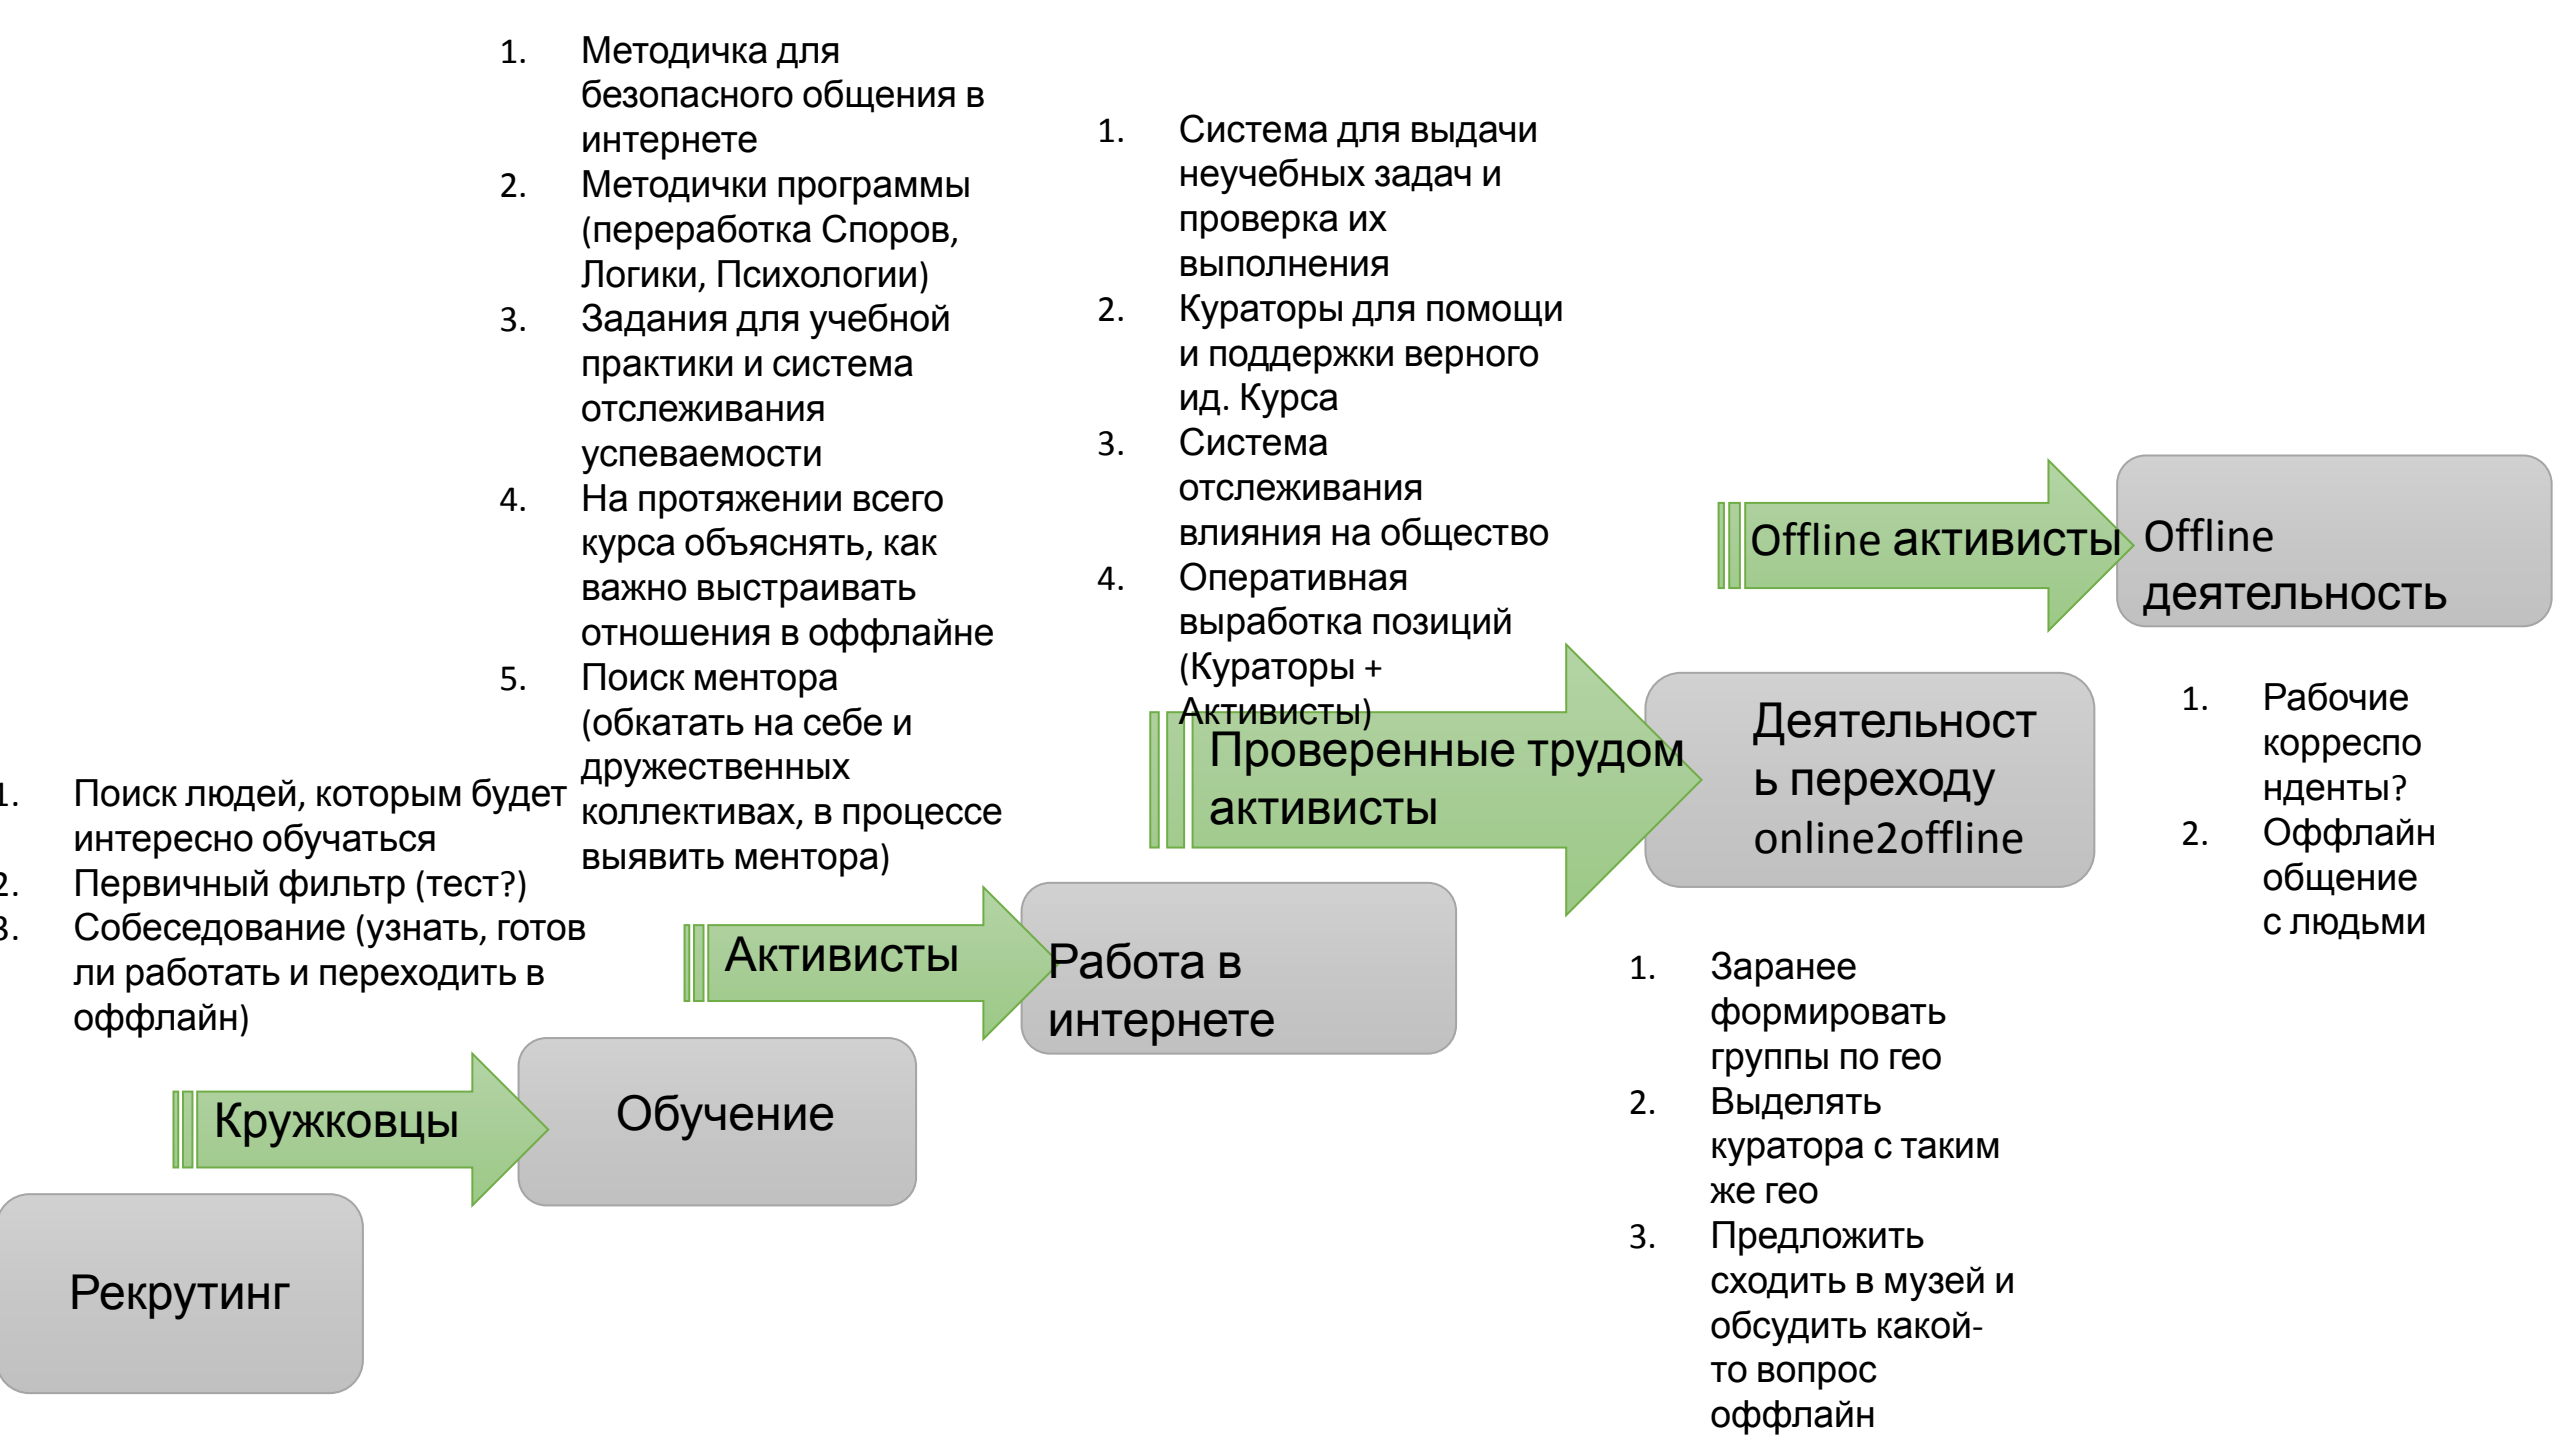 1. Поиск людей, которым будет
интересно обучаться
2. Первичный фильтр (тест?)
3. Собеседование (узнать, готов
ли работать и переходить в
оффлайн)
Рекрутинг
Кружковцы
1. Методичка для
безопасного общения в
интернете
2. Методички программы
(переработка Споров,
Логики, Психологии)
3. Задания для учебной
практики и система
отслеживания
успеваемости
4. На протяжении всего
курса объяснять, как
важно выстраивать
отношения в оффлайне
5. Поиск ментора
(обкатать на себе и
дружественных
коллективах, в процессе
выявить ментора)
Обучение
Активисты
1. Система для выдачи
неучебных задач и
проверка их
выполнения
2. Кураторы для помощи
и поддержки верного
ид. Курса
3. Система
отслеживания
влияния на общество
4. Оперативная
выработка позиций
(Кураторы +
Активисты)
Работа в
интернете
Проверенные трудом
активисты
Деятельност
ь переходу
online2offline
1. Заранее
формировать
группы по гео
2. Выделять
куратора с таким
же гео
3. Предложить
сходить в музей и
обсудить какой-
то вопрос
оффлайн
Offline активисты
Offline
деятельность
1. Рабочие
корреспо
нденты?
2. Оффлайн
общение
с людьми